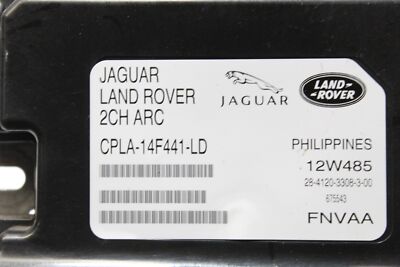 JAGUAR
LAND ROVER
2CH ARC
CPLA-14F441-LD
JAGUAR
LAND-
ROVER
PHILIPPINES
12W485
28-4120-3308-3-00
675543
FNVAA